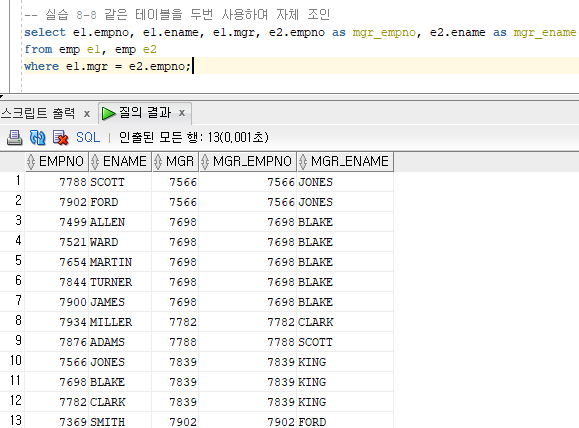 -- 실습 8-8 같은 테이블을 두번 사용하여 자체 조인
select e1.empno, e1.ename, e1.mgr, e2.empno as mgr_empno, e2.ename as mgr_ename
from emp e1, emp e2
where e1.mgr = e2.empno;
스크립트 출력 x 질의 결과 x
SQL | 인출된 모든 행: 13(0,001초)
EMPNO ENAME MGR MGR_EMPNO MGR_ENAME
1 7788 SCOTT 7566 7566 JONES
2 7902 FORD 7566 7566 JONES
3 7499 ALLEN 7698 7698 BLAKE
4 7521 WARD 7698 7698 BLAKE
5 7654 MARTIN 7698 7698 BLAKE
6 7844 TURNER 7698 7698 BLAKE
7 7900 JAMES 7698 7698 BLAKE
8 7934 MILLER 7782 7782 CLARK
9 7876 ADAMS 7788 7788 SCOTT
10 7566 JONES 7839 7839 KING
11 7698 BLAKE 7839 7839 KING
12 7782 CLARK 7839 7839 KING
13 7369 SMITH 7902 7902 FORD